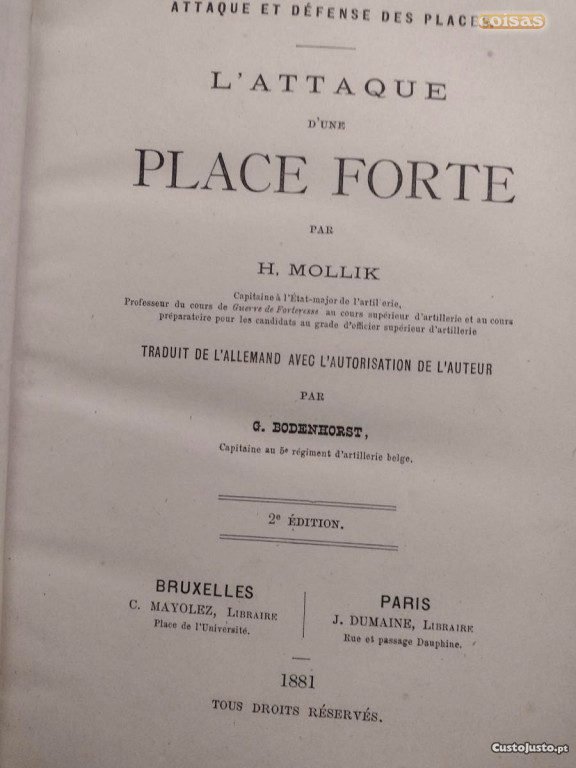 ATTAQUE ET DÉFENSE DES PLACES
coisas
L'ATTAQUE
D'UNE
PLACE FORTE
PAR
H. MOLLIK
Capitaine à l'État-major de l'artillerie,
Professeur du cours de Guerre de Forteresse au cours supérieur d'artillerie et au cours
préparatoire pour les candidats au grade d'officier supérieur d'artillerie
TRADUIT DE L'ALLEMAND AVEC L'AUTORISATION DE L'AUTEUR
PAR
G. BODENHORST,
Capitaine au 5e régiment d'artillerie belge.
2e ÉDITION.
BRUXELLES
C. MAYOLEZ, LIBRAIRE
Place de l'Université.
PARIS
J. DUMAINE, LIBRAIRE
Rue et passage Dauphine.
1881
TOUS DROITS RÉSERVÉS.
CustoJusto.pt